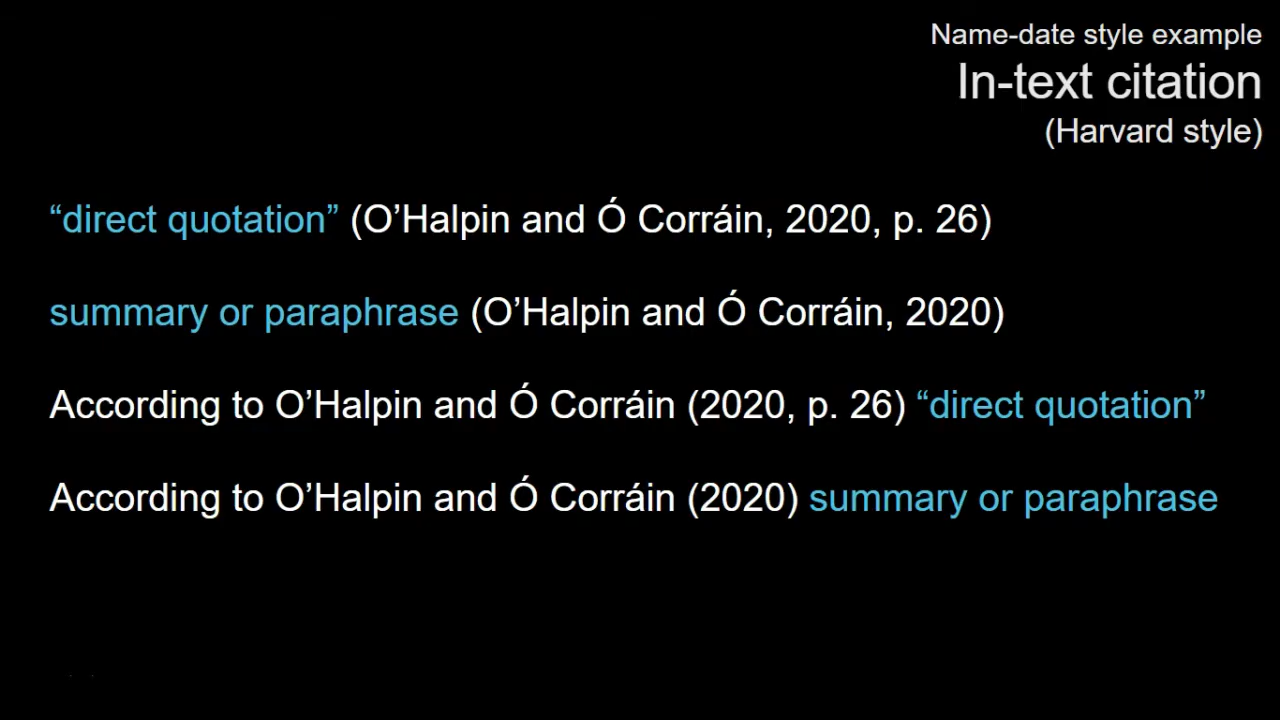 Name-date style example
In-text citation
(Harvard style)
“direct quotation” (O’Halpin and Ó Corráin, 2020, p. 26)
summary or paraphrase (O’Halpin and Ó Corráin, 2020)
According to O’Halpin and Ó Corráin (2020, p. 26) “direct quotation”
According to O’Halpin and Ó Corráin (2020) summary or paraphrase